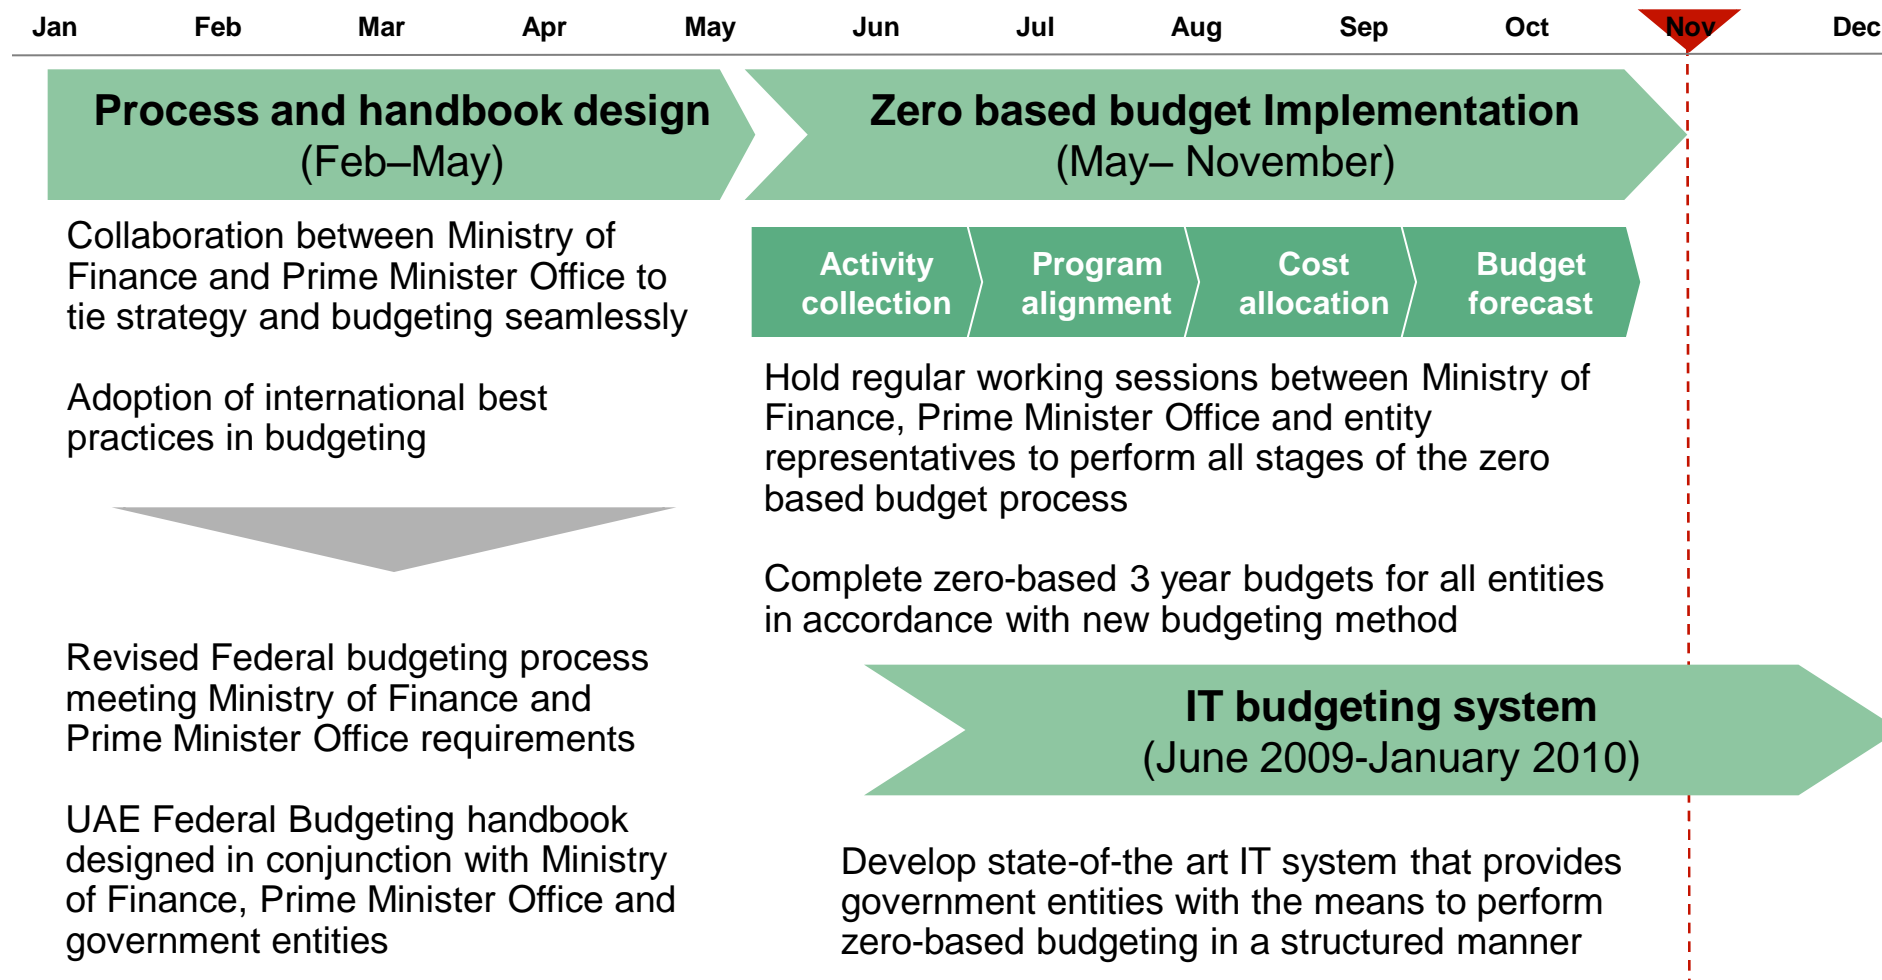 Jan Feb Mar Apr May Jun Jul Aug Sep Oct Nov Dec
Process and handbook design
(Feb–May)
Zero based budget Implementation
(May– November)
Collaboration between Ministry of
Finance and Prime Minister Office to
tie strategy and budgeting seamlessly
Adoption of international best
practices in budgeting
Revised Federal budgeting process
meeting Ministry of Finance and
Prime Minister Office requirements
UAE Federal Budgeting handbook
designed in conjunction with Ministry
of Finance, Prime Minister Office and
government entities
Activity
collection
Program
alignment
Cost
allocation
Budget
forecast
Hold regular working sessions between Ministry of
Finance, Prime Minister Office and entity
representatives to perform all stages of the zero
based budget process
Complete zero-based 3 year budgets for all entities
in accordance with new budgeting method
IT budgeting system
(June 2009-January 2010)
Develop state-of-the art IT system that provides
government entities with the means to perform
zero-based budgeting in a structured manner